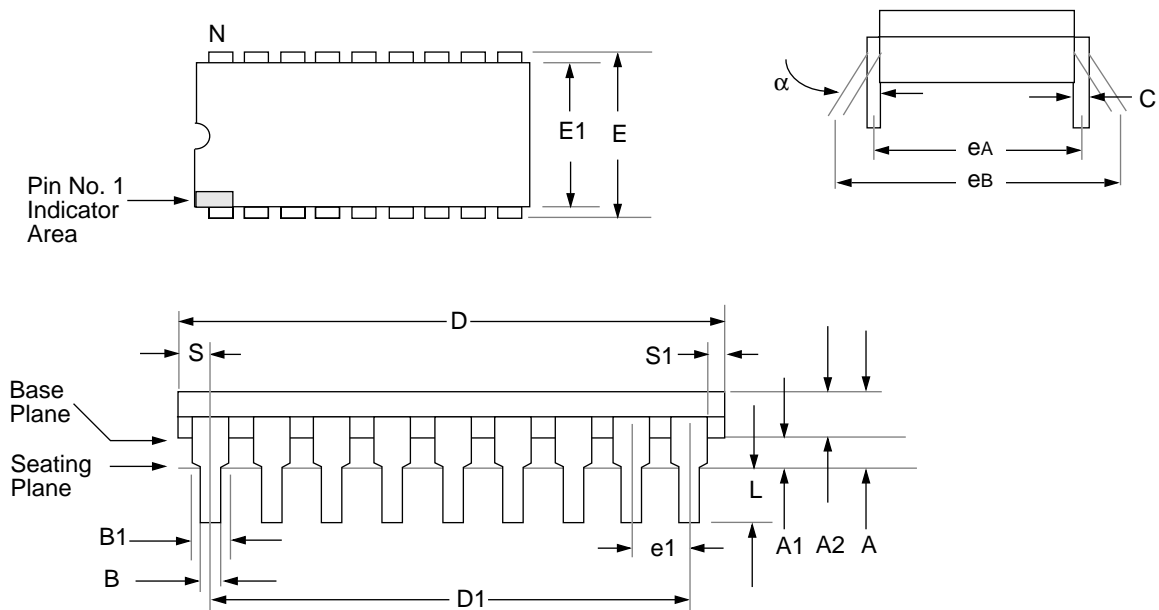 N
E1
E
Pin No. 1
Indicator
Area
α
C
eA
eB
D
S
S1
Base
Plane
Seating
Plane
L
B1
e1
A1
A2
A
B
D1